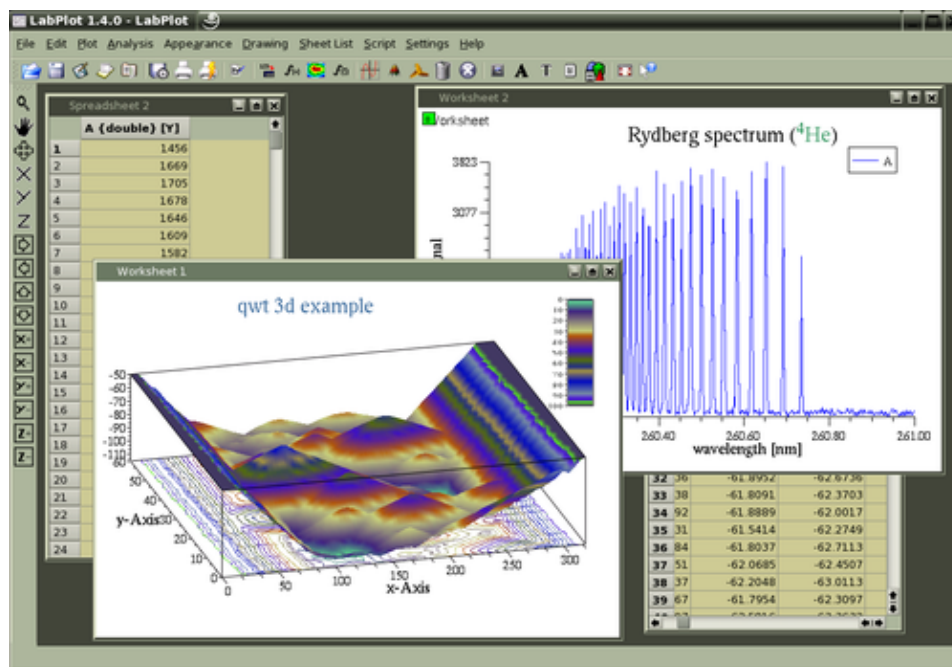 LabPlot 1.4.0 - LabPlot
File Edit Plot Analysis Appearance Drawing Sheet List Script Settings Help
Spreadsheet 2
A {double} [Y]
1 1456
2 1669
3 1705
4 1678
5 1646
6 1609
7 1582
8
9
10
11
12
13
14
15
16
17
18
19
20
21
22
23
24
Worksheet 2
Worksheet
Rydberg spectrum (⁴He)
A
3823
3077
gnal
260.40 260.60 260.80 261.00
wavelength [nm]
Worksheet 1
qwt 3d example
-50
-60
-70
-80
-90
-100
-110
60
50
40
30
20
10
0
y-Axis
0 50 100 150 200 250 300
x-Axis
32 36 -61.8952 -62.6736
33 38 -61.8091 -62.3703
34 92 -61.8889 -62.0017
35 31 -61.5414 -62.2749
36 84 -61.8037 -62.7113
37 51 -62.0685 -62.4507
38 37 -62.2048 -63.0113
39 67 -61.7954 -62.3097